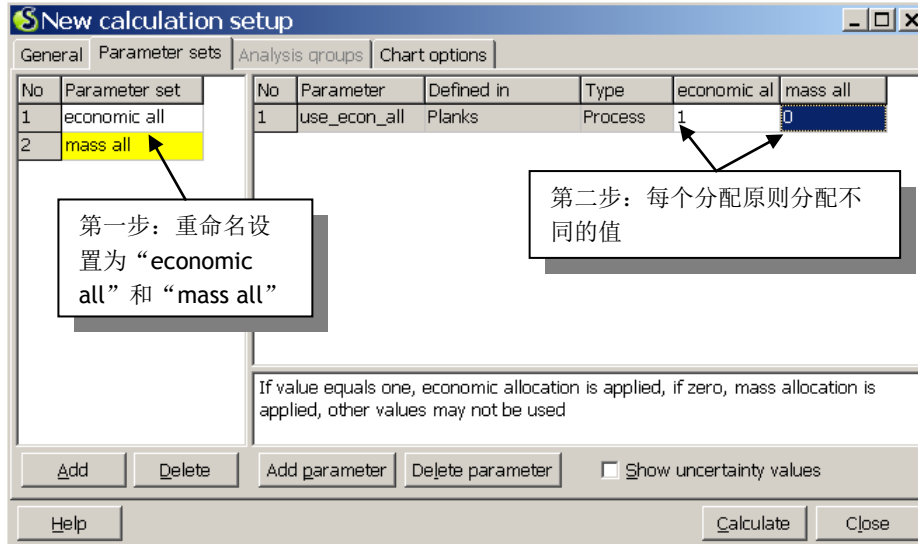 New calculation setup
General Parameter sets Analysis groups Chart options
No Parameter set
1 economic all
2 mass all
No Parameter Defined in Type economic al mass all
1 use_econ_all Planks Process 1 0
第一步：重命名设
置为“economic
all”和“mass all”
第二步：每个分配原则分配不
同的值
If value equals one, economic allocation is applied, if zero, mass allocation is
applied, other values may not be used
Add Delete Add parameter Delete parameter Show uncertainty values
Help Calculate Close